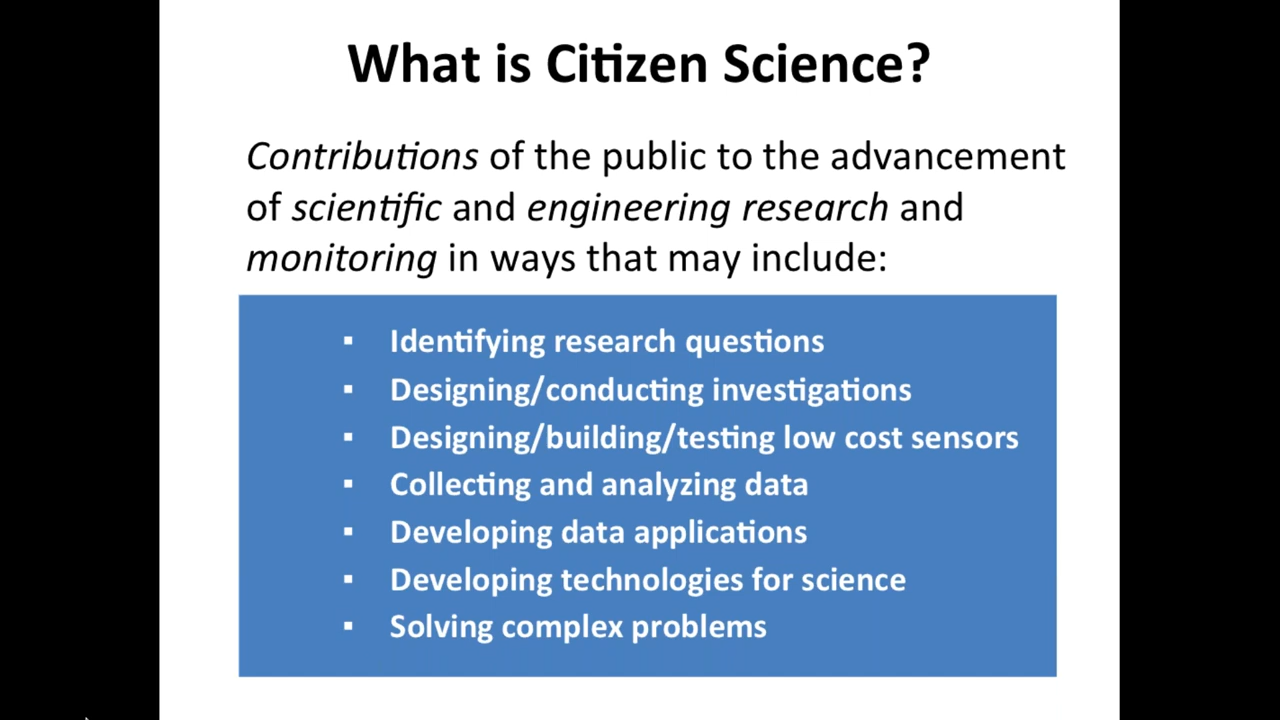 What is Citizen Science?
Contributions of the public to the advancement
of scientific and engineering research and
monitoring in ways that may include:
▪ Identifying research questions
▪ Designing/conducting investigations
▪ Designing/building/testing low cost sensors
▪ Collecting and analyzing data
▪ Developing data applications
▪ Developing technologies for science
▪ Solving complex problems